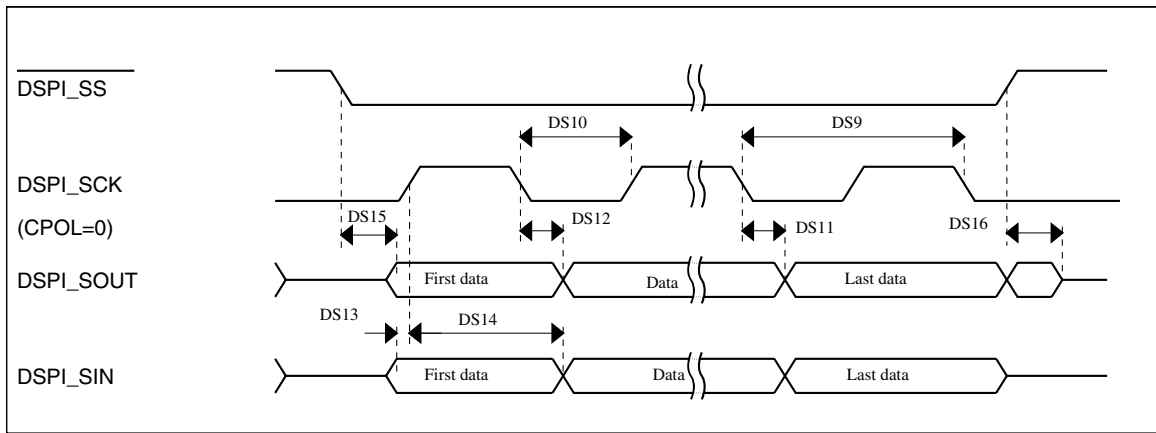 DSPI_SS
DS10
DS9
DSPI_SCK
(CPOL=0)
DS15
DS12
DS11
DS16
DSPI_SOUT
First data
Data
Last data
DS13
DS14
DSPI_SIN
First data
Data
Last data